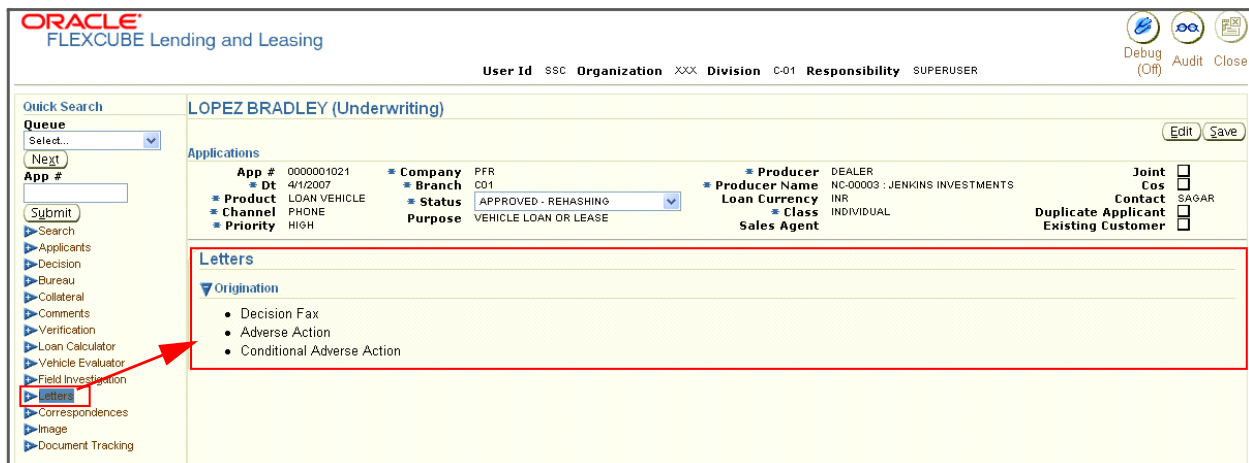 ORACLE
FLEXCUBE Lending and Leasing
Debug (Off) Audit Close
User Id SSC Organization XXX Division C-01 Responsibility SUPERUSER
Quick Search
Queue
Select...
Next
App #
Submit
Search
Applicants
Decision
Bureau
Collateral
Comments
Verification
Loan Calculator
Vehicle Evaluator
Field Investigation
Letters
Correspondences
Image
Document Tracking
LOPEZ BRADLEY (Underwriting)
Edit Save
Applications
App # 0000001021 * Company PFR * Producer DEALER Joint
* Dt 4/1/2007 * Branch C01 * Producer Name NC-00003 : JENKINS INVESTMENTS Cos
* Product LOAN VEHICLE * Status APPROVED - REHASHING Loan Currency INR Contact SAGAR
* Channel PHONE Purpose VEHICLE LOAN OR LEASE * Class INDIVIDUAL Duplicate Applicant
* Priority HIGH Sales Agent Existing Customer
Letters
Origination
• Decision Fax
• Adverse Action
• Conditional Adverse Action